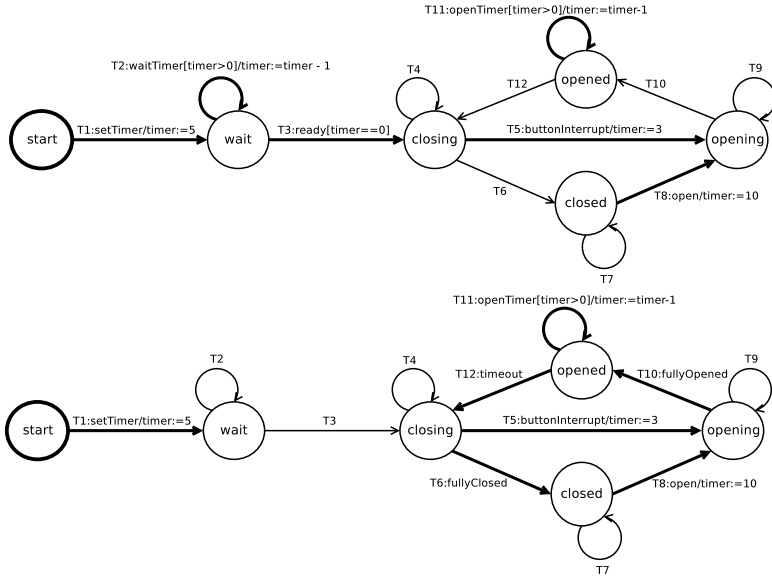 T11:openTimer[timer>0]/timer:=timer-1
T2:waitTimer[timer>0]/timer:=timer - 1
T4
opened
T9
T12
T10
start
T1:setTimer/timer:=5
wait
T3:ready[timer==0]
closing
T5:buttonInterrupt/timer:=3
opening
T6
closed
T8:open/timer:=10
T7
T11:openTimer[timer>0]/timer:=timer-1
T2
T4
opened
T9
T12:timeout
T10:fullyOpened
start
T1:setTimer/timer:=5
wait
T3
closing
T5:buttonInterrupt/timer:=3
opening
T6:fullyClosed
closed
T8:open/timer:=10
T7